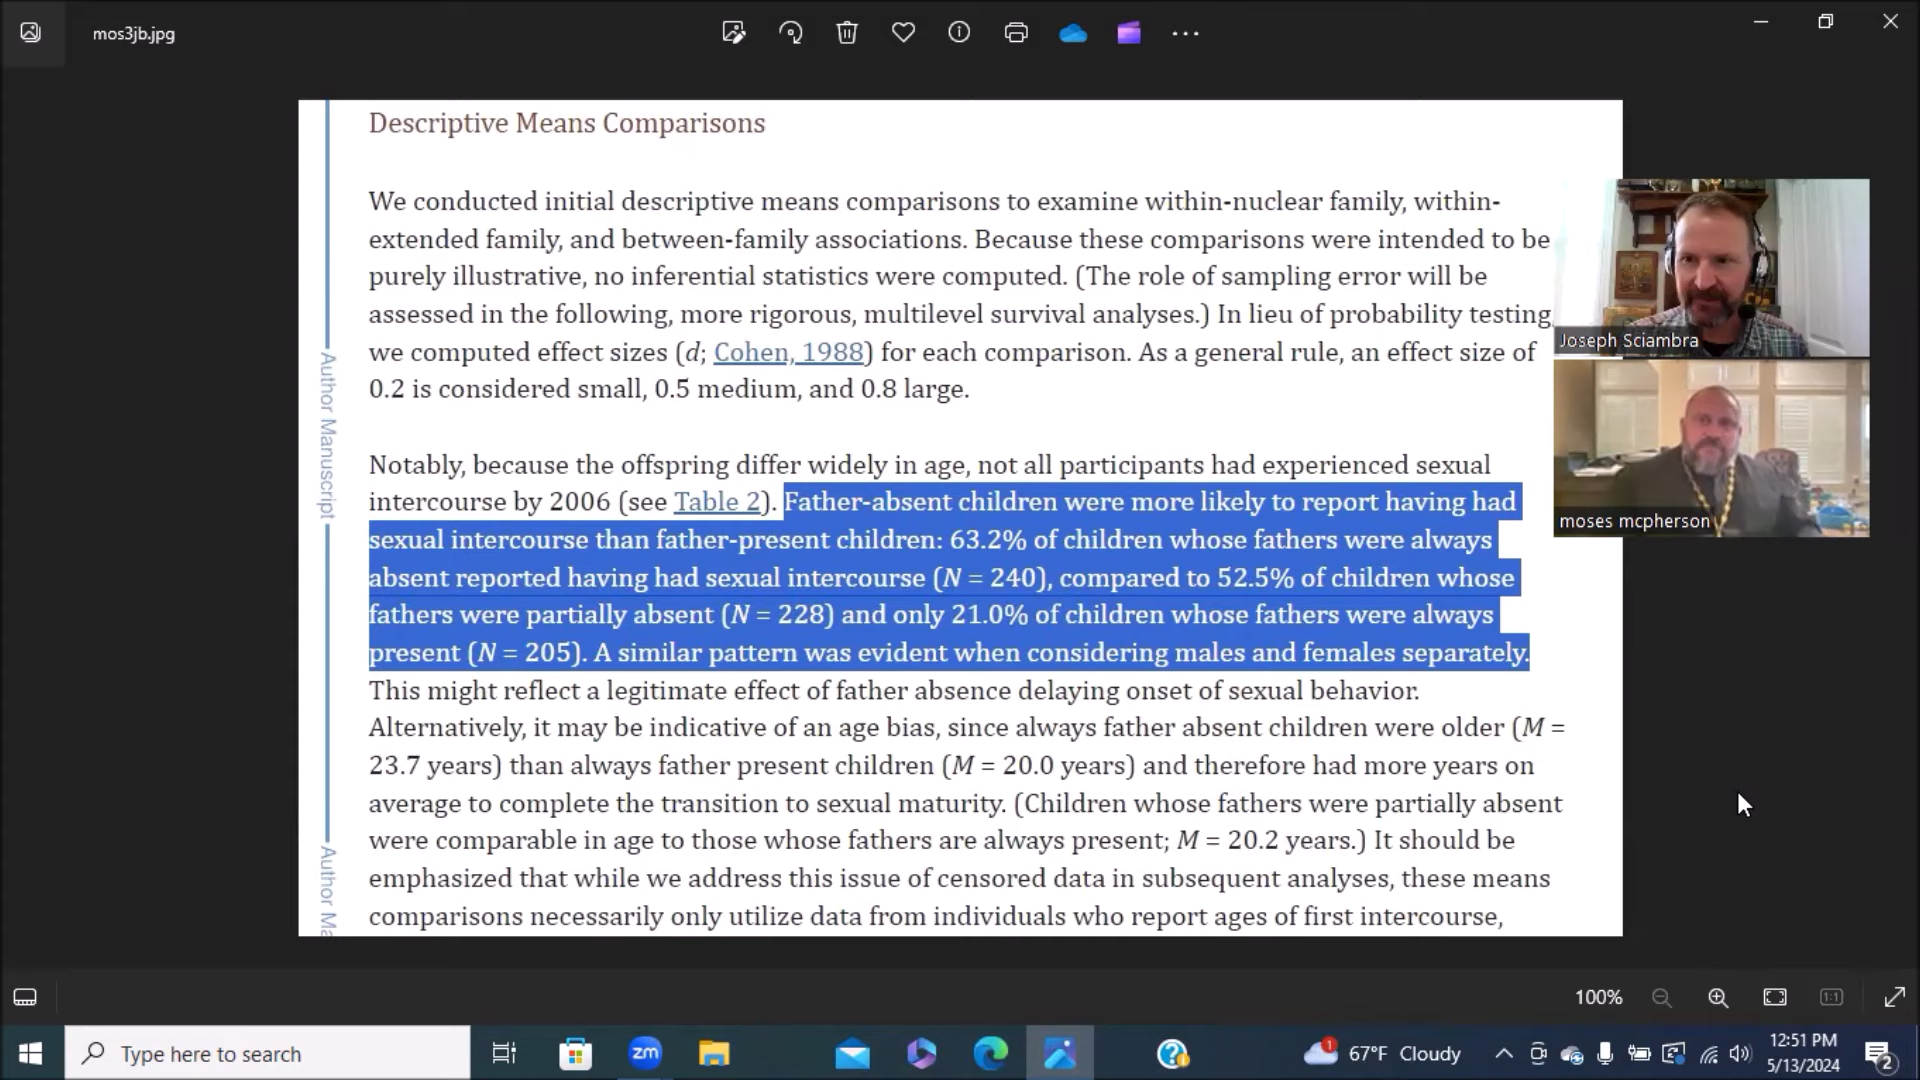 mos3jb.jpg
Descriptive Means Comparisons
We conducted initial descriptive means comparisons to examine within-nuclear family, within-
extended family, and between-family associations. Because these comparisons were intended to be
purely illustrative, no inferential statistics were computed. (The role of sampling error will be
assessed in the following, more rigorous, multilevel survival analyses.) In lieu of probability testing,
we computed effect sizes (d; Cohen, 1988) for each comparison. As a general rule, an effect size of
0.2 is considered small, 0.5 medium, and 0.8 large.
Notably, because the offspring differ widely in age, not all participants had experienced sexual
intercourse by 2006 (see Table 2). Father-absent children were more likely to report having had
sexual intercourse than father-present children: 63.2% of children whose fathers were always
absent reported having had sexual intercourse (N = 240), compared to 52.5% of children whose
fathers were partially absent (N = 228) and only 21.0% of children whose fathers were always
present (N = 205). A similar pattern was evident when considering males and females separately.
This might reflect a legitimate effect of father absence delaying onset of sexual behavior.
Alternatively, it may be indicative of an age bias, since always father absent children were older (M =
23.7 years) than always father present children (M = 20.0 years) and therefore had more years on
average to complete the transition to sexual maturity. (Children whose fathers were partially absent
were comparable in age to those whose fathers are always present; M = 20.2 years.) It should be
emphasized that while we address this issue of censored data in subsequent analyses, these means
comparisons necessarily only utilize data from individuals who report ages of first intercourse,
Author Manuscript
Author Ma
Joseph Sciambra
moses mcpherson
100%
1:1
Type here to search
zm
1
67°F Cloudy
12:51 PM
5/13/2024
2